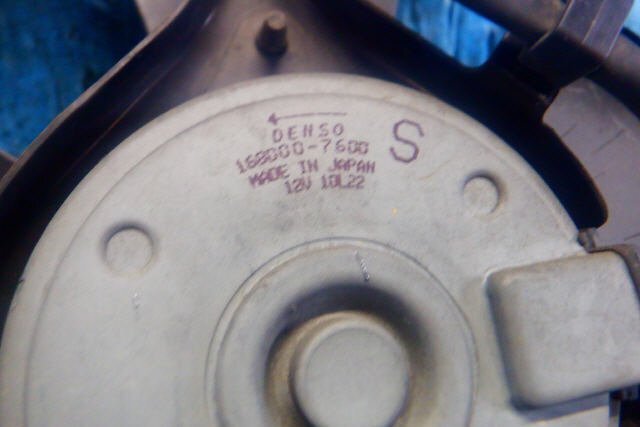 DENSO
168000-7600
MADE IN JAPAN
12V 10L22
S